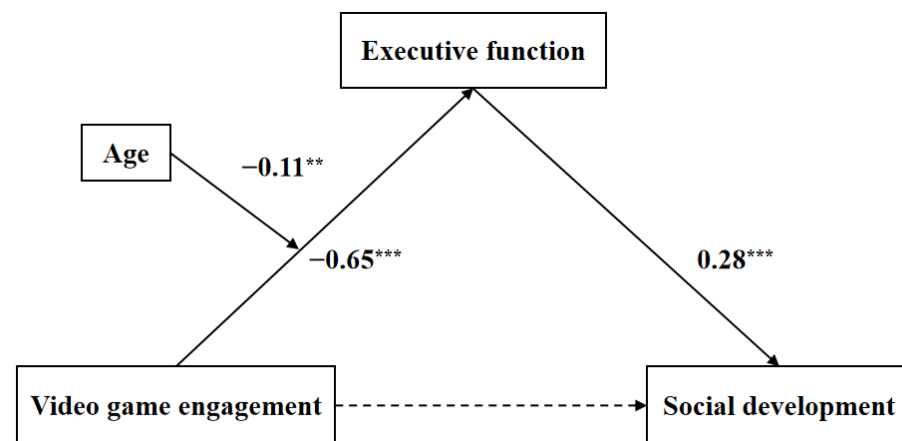 Executive function
Age
−0.11**
−0.65***
0.28***
Video game engagement
Social development